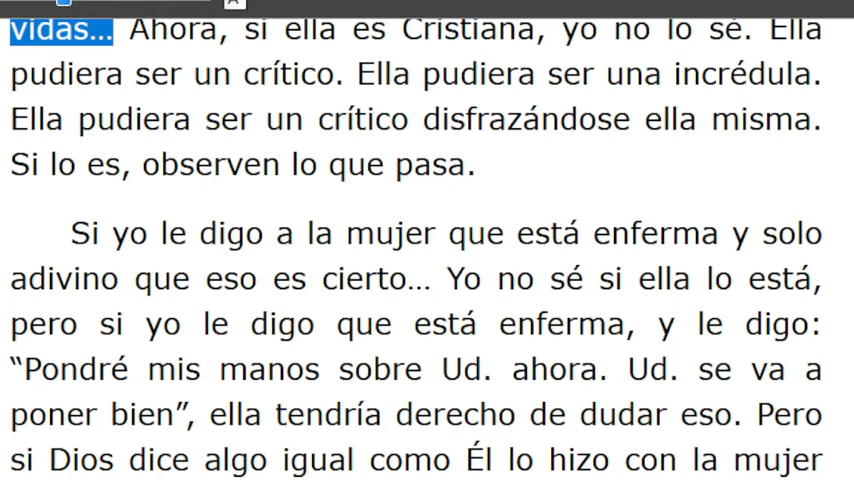 vidas… Ahora, si ella es Cristiana, yo no lo sé. Ella
pudiera ser un crítico. Ella pudiera ser una incrédula.
Ella pudiera ser un crítico disfrazándose ella misma.
Si lo es, observen lo que pasa.
Si yo le digo a la mujer que está enferma y solo
adivino que eso es cierto… Yo no sé si ella lo está,
pero si yo le digo que está enferma, y le digo:
“Pondré mis manos sobre Ud. ahora. Ud. se va a
poner bien”, ella tendría derecho de dudar eso. Pero
si Dios dice algo igual como Él lo hizo con la mujer